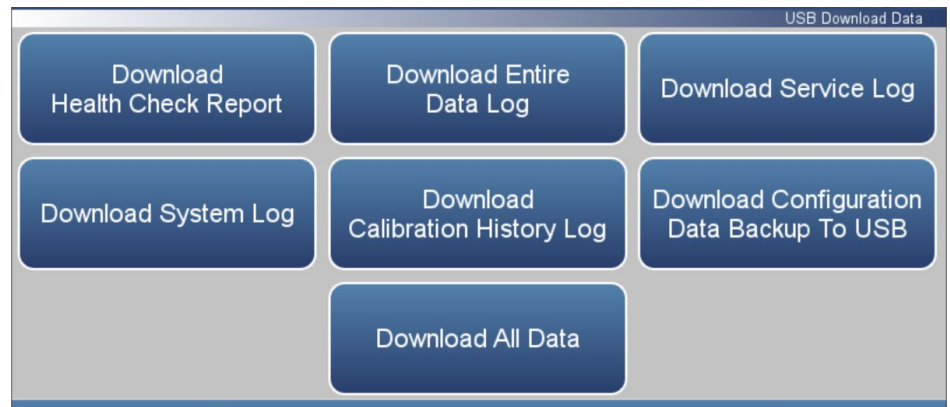 USB Download Data
Download
Health Check Report
Download Entire
Data Log
Download Service Log
Download System Log
Download
Calibration History Log
Download Configuration
Data Backup To USB
Download All Data